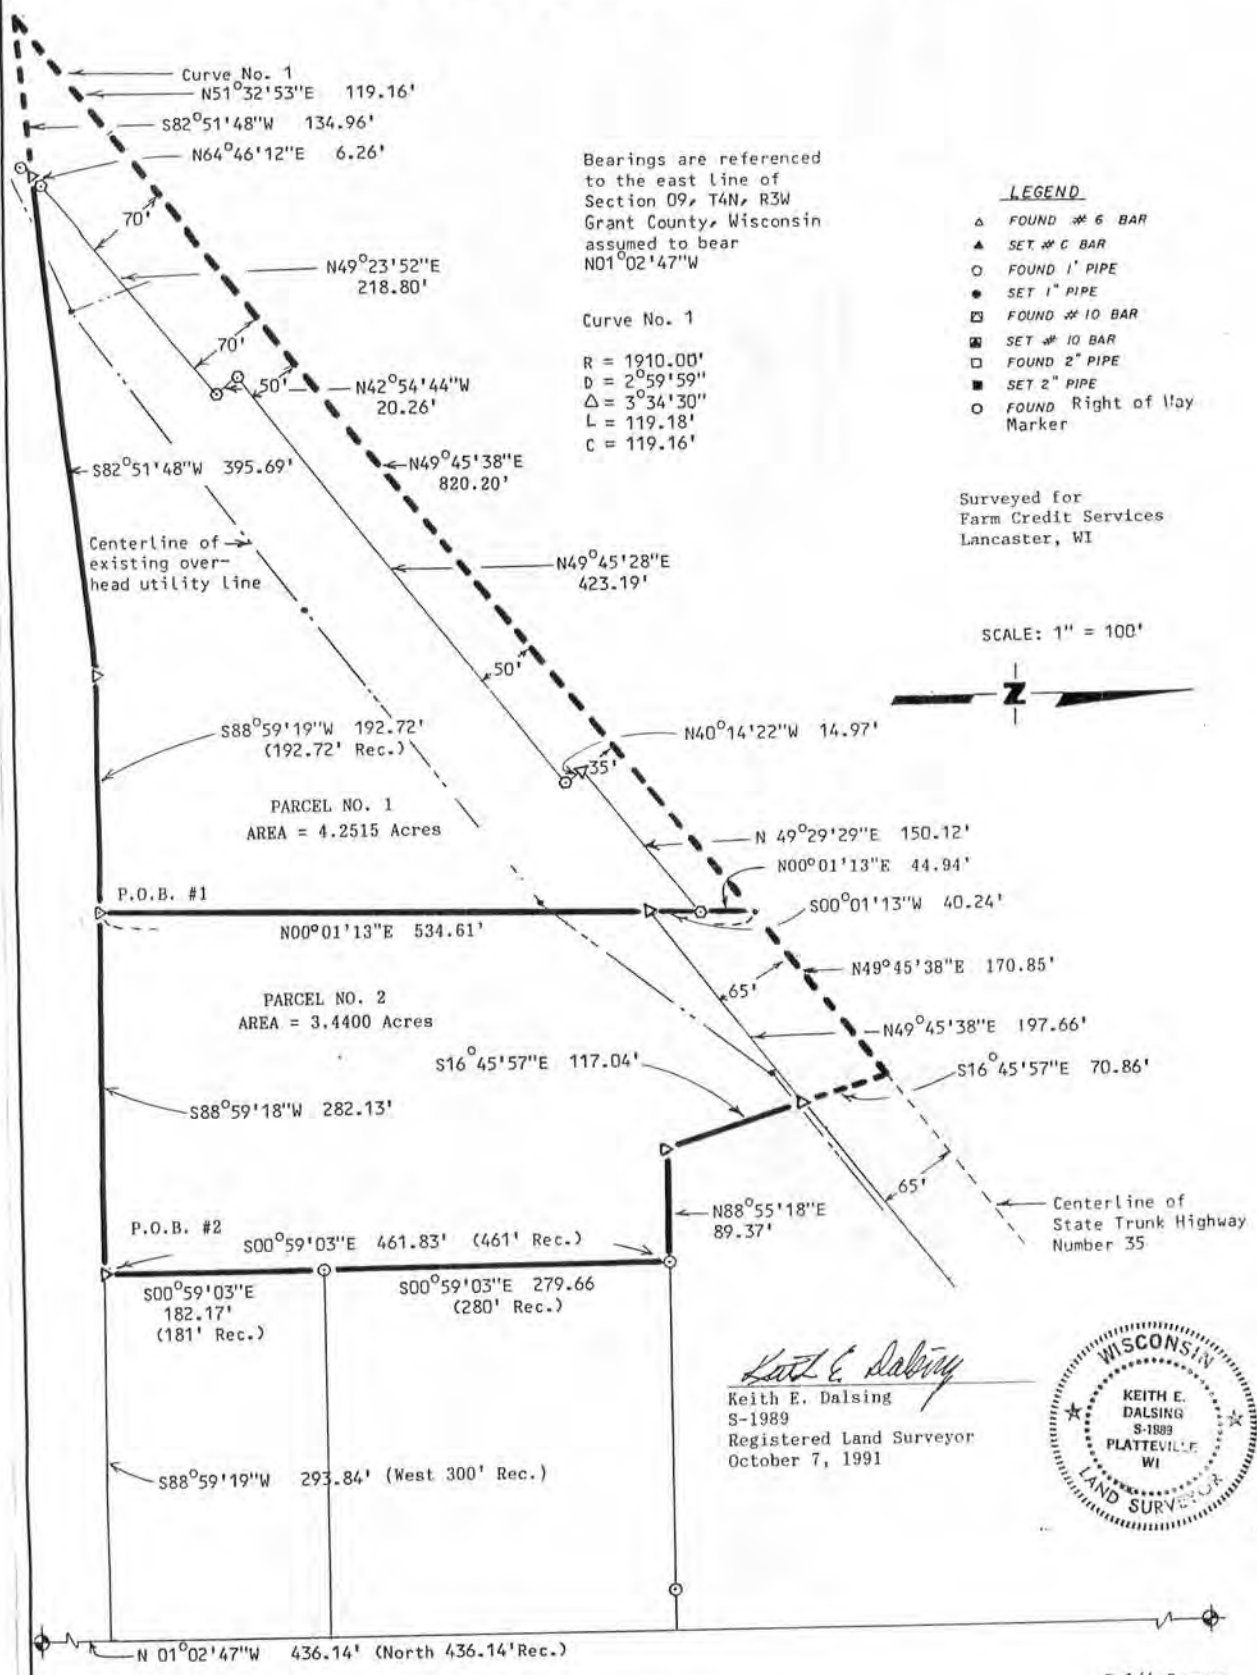 Curve No. 1
N51°32'53"E 119.16'
S82°51'48"W 134.96'
N64°46'12"E 6.26'
70'
N49°23'52"E
218.80'
70'
50'
N42°54'44"W
20.26'
S82°51'48"W 395.69'
N49°45'38"E
820.20'
Centerline of
existing over-
head utility line
N49°45'28"E
423.19'
50'
Bearings are referenced
to the east line of
Section 09, T4N, R3W
Grant County, Wisconsin
assumed to bear
N01°02'47"W
Curve No. 1
R = 1910.00'
D = 2°59'59"
Δ = 3°34'30"
L = 119.18'
C = 119.16'
LEGEND
△ FOUND # 6 BAR
▲ SET # C BAR
○ FOUND 1" PIPE
● SET 1" PIPE
FOUND # 10 BAR
SET # 10 BAR
□ FOUND 2" PIPE
■ SET 2" PIPE
○ FOUND Right of Way
Marker
Surveyed for
Farm Credit Services
Lancaster, WI
SCALE: 1" = 100'
Z
S88°59'19"W 192.72'
(192.72' Rec.)
N40°14'22"W 14.97'
35'
PARCEL NO. 1
AREA = 4.2515 Acres
N 49°29'29"E 150.12'
N00°01'13"E 44.94'
P.O.B. #1
S00°01'13"W 40.24'
N00°01'13"E 534.61'
N49°45'38"E 170.85'
65'
PARCEL NO. 2
AREA = 3.4400 Acres
N49°45'38"E 197.66'
S16°45'57"E 117.04'
S16°45'57"E 70.86'
S88°59'18"W 282.13'
65'
Centerline of
State Trunk Highway
Number 35
N88°55'18"E
89.37'
P.O.B. #2
S00°59'03"E 461.83' (461' Rec.)
S00°59'03"E
182.17'
(181' Rec.)
S00°59'03"E 279.66
(280' Rec.)
Keith E. Dalsing
Keith E. Dalsing
S-1989
Registered Land Surveyor
October 7, 1991
WISCONSIN
KEITH E.
DALSING
S-1989
PLATTEVILLE
WI
LAND SURVEYOR
S88°59'19"W 293.84' (West 300' Rec.)
N 01°02'47"W 436.14' (North 436.14'Rec.)